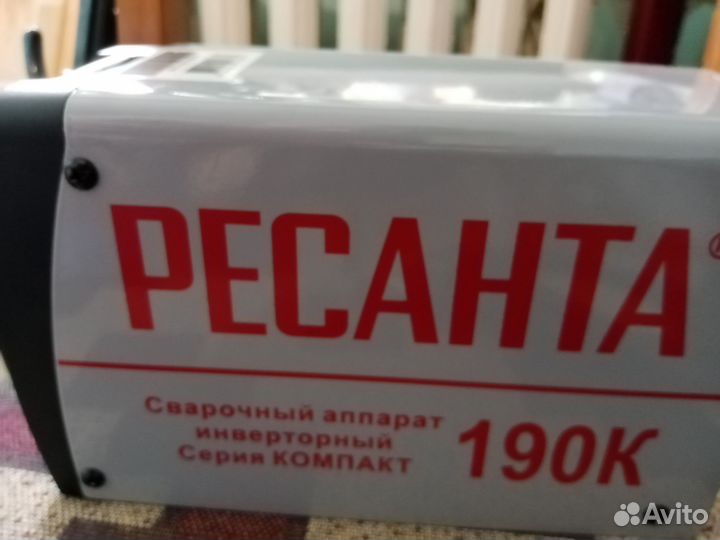 РЕСАНТА
Сварочный аппарат
инверторный
Серия КОМПАКТ
190К
Avito